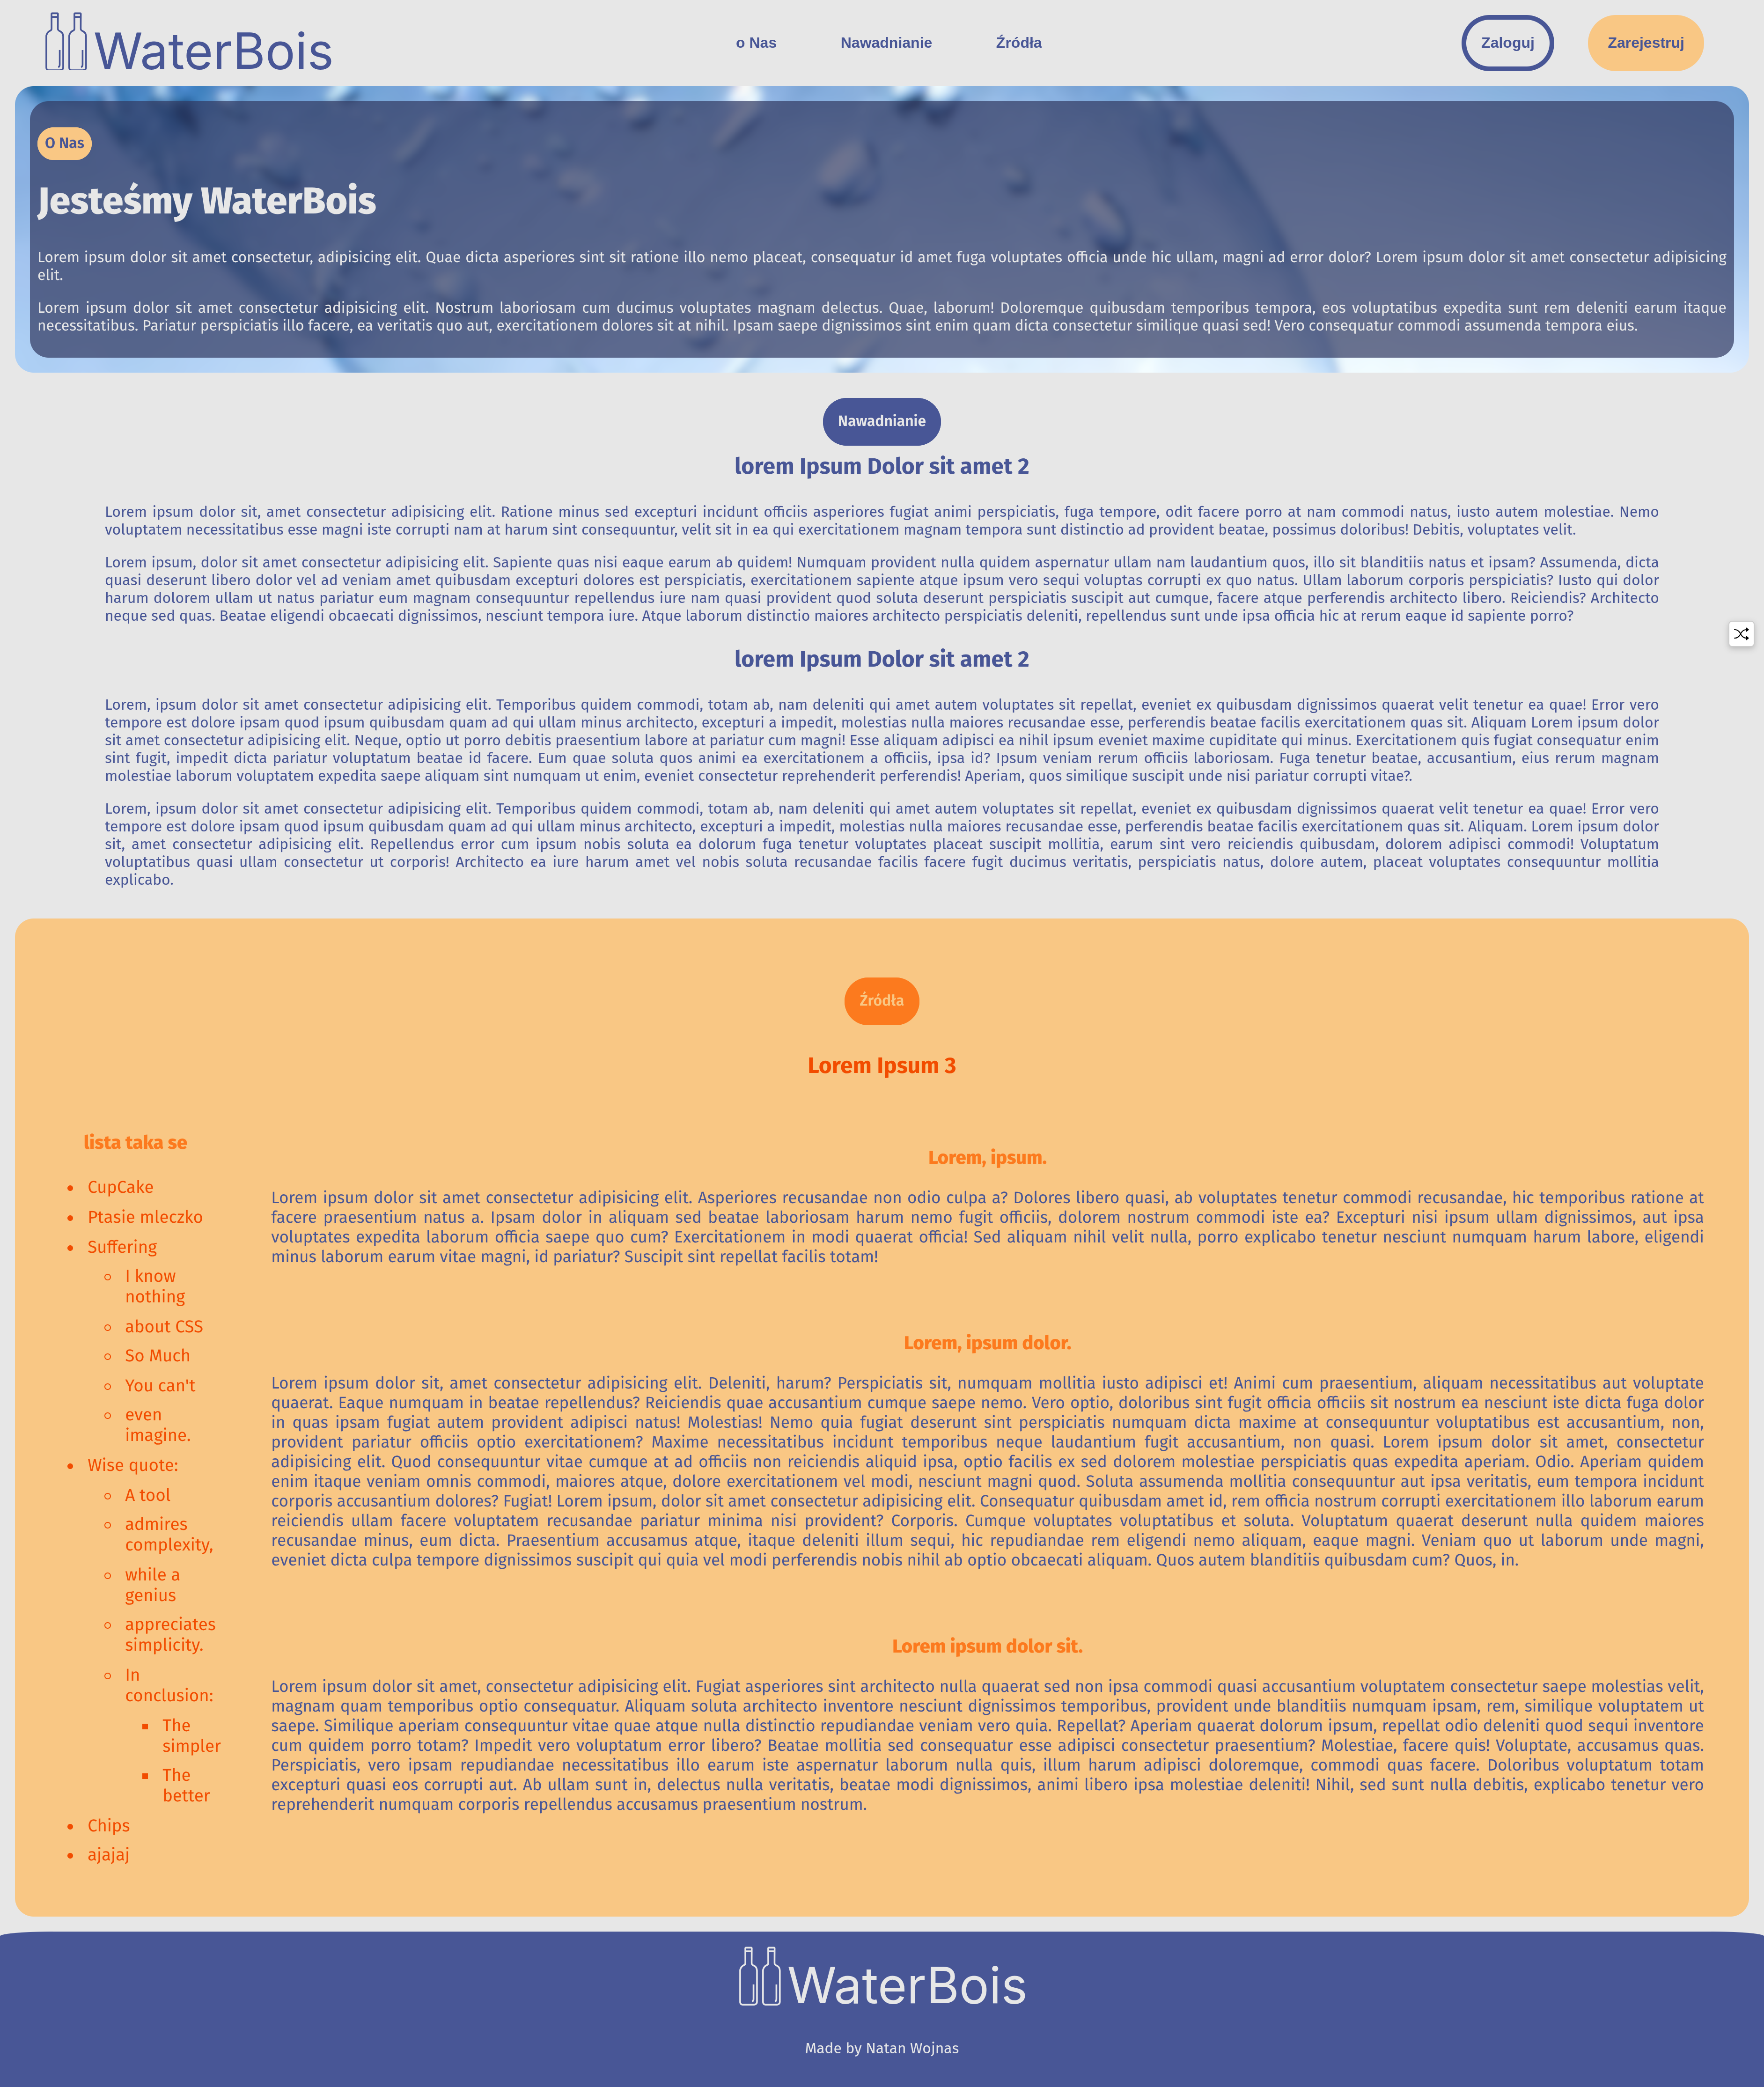 WaterBois
o Nas
Nawadnianie
Źródła
Zaloguj
Zarejestruj
O Nas
Jesteśmy WaterBois
Lorem ipsum dolor sit amet consectetur, adipisicing elit. Quae dicta asperiores sint sit ratione illo nemo placeat, consequatur id amet fuga voluptates officia unde hic ullam, magni ad error dolor? Lorem ipsum dolor sit amet consectetur adipisicing
elit.
Lorem ipsum dolor sit amet consectetur adipisicing elit. Nostrum laboriosam cum ducimus voluptates magnam delectus. Quae, laborum! Doloremque quibusdam temporibus tempora, eos voluptatibus expedita sunt rem deleniti earum itaque
necessitatibus. Pariatur perspiciatis illo facere, ea veritatis quo aut, exercitationem dolores sit at nihil. Ipsam saepe dignissimos sint enim quam dicta consectetur similique quasi sed! Vero consequatur commodi assumenda tempora eius.
Nawadnianie
lorem Ipsum Dolor sit amet 2
Lorem ipsum dolor sit, amet consectetur adipisicing elit. Ratione minus sed excepturi incidunt officiis asperiores fugiat animi perspiciatis, fuga tempore, odit facere porro at nam commodi natus, iusto autem molestiae. Nemo
voluptatem necessitatibus esse magni iste corrupti nam at harum sint consequuntur, velit sit in ea qui exercitationem magnam tempora sunt distinctio ad provident beatae, possimus doloribus! Debitis, voluptates velit.
Lorem ipsum, dolor sit amet consectetur adipisicing elit. Sapiente quas nisi eaque earum ab quidem! Numquam provident nulla quidem aspernatur ullam nam laudantium quos, illo sit blanditiis natus et ipsam? Assumenda, dicta
quasi deserunt libero dolor vel ad veniam amet quibusdam excepturi dolores est perspiciatis, exercitationem sapiente atque ipsum vero sequi voluptas corrupti ex quo natus. Ullam laborum corporis perspiciatis? Iusto qui dolor
harum dolorem ullam ut natus pariatur eum magnam consequuntur repellendus iure nam quasi provident quod soluta deserunt perspiciatis suscipit aut cumque, facere atque perferendis architecto libero. Reiciendis? Architecto
neque sed quas. Beatae eligendi obcaecati dignissimos, nesciunt tempora iure. Atque laborum distinctio maiores architecto perspiciatis deleniti, repellendus sunt unde ipsa officia hic at rerum eaque id sapiente porro?
lorem Ipsum Dolor sit amet 2
Lorem, ipsum dolor sit amet consectetur adipisicing elit. Temporibus quidem commodi, totam ab, nam deleniti qui amet autem voluptates sit repellat, eveniet ex quibusdam dignissimos quaerat velit tenetur ea quae! Error vero
tempore est dolore ipsam quod ipsum quibusdam quam ad qui ullam minus architecto, excepturi a impedit, molestias nulla maiores recusandae esse, perferendis beatae facilis exercitationem quas sit. Aliquam Lorem ipsum dolor
sit amet consectetur adipisicing elit. Neque, optio ut porro debitis praesentium labore at pariatur cum magni! Esse aliquam adipisci ea nihil ipsum eveniet maxime cupiditate qui minus. Exercitationem quis fugiat consequatur enim
sint fugit, impedit dicta pariatur voluptatum beatae id facere. Eum quae soluta quos animi ea exercitationem a officiis, ipsa id? Ipsum veniam rerum officiis laboriosam. Fuga tenetur beatae, accusantium, eius rerum magnam
molestiae laborum voluptatem expedita saepe aliquam sint numquam ut enim, eveniet consectetur reprehenderit perferendis! Aperiam, quos similique suscipit unde nisi pariatur corrupti vitae?.
Lorem, ipsum dolor sit amet consectetur adipisicing elit. Temporibus quidem commodi, totam ab, nam deleniti qui amet autem voluptates sit repellat, eveniet ex quibusdam dignissimos quaerat velit tenetur ea quae! Error vero
tempore est dolore ipsam quod ipsum quibusdam quam ad qui ullam minus architecto, excepturi a impedit, molestias nulla maiores recusandae esse, perferendis beatae facilis exercitationem quas sit. Aliquam. Lorem ipsum dolor
sit, amet consectetur adipisicing elit. Repellendus error cum ipsum nobis soluta ea dolorum fuga tenetur voluptates placeat suscipit mollitia, earum sint vero reiciendis quibusdam, dolorem adipisci commodi! Voluptatum
voluptatibus quasi ullam consectetur ut corporis! Architecto ea iure harum amet vel nobis soluta recusandae facilis facere fugit ducimus veritatis, perspiciatis natus, dolore autem, placeat voluptates consequuntur mollitia
explicabo.
Źródła
Lorem Ipsum 3
lista taka se
CupCake
Ptasie mleczko
Suffering
I know
nothing
about CSS
So Much
You can't
even
imagine.
Wise quote:
A tool
admires
complexity,
while a
genius
appreciates
simplicity.
In
conclusion:
The
simpler
The
better
Chips
ajajaj
Lorem, ipsum.
Lorem ipsum dolor sit amet consectetur adipisicing elit. Asperiores recusandae non odio culpa a? Dolores libero quasi, ab voluptates tenetur commodi recusandae, hic temporibus ratione at
facere praesentium natus a. Ipsam dolor in aliquam sed beatae laboriosam harum nemo fugit officiis, dolorem nostrum commodi iste ea? Excepturi nisi ipsum ullam dignissimos, aut ipsa
voluptates expedita laborum officia saepe quo cum? Exercitationem in modi quaerat officia! Sed aliquam nihil velit nulla, porro explicabo tenetur nesciunt numquam harum labore, eligendi
minus laborum earum vitae magni, id pariatur? Suscipit sint repellat facilis totam!
Lorem, ipsum dolor.
Lorem ipsum dolor sit, amet consectetur adipisicing elit. Deleniti, harum? Perspiciatis sit, numquam mollitia iusto adipisci et! Animi cum praesentium, aliquam necessitatibus aut voluptate
quaerat. Eaque numquam in beatae repellendus? Reiciendis quae accusantium cumque saepe nemo. Vero optio, doloribus sint fugit officia officiis sit nostrum ea nesciunt iste dicta fuga dolor
in quas ipsam fugiat autem provident adipisci natus! Molestias! Nemo quia fugiat deserunt sint perspiciatis numquam dicta maxime at consequuntur voluptatibus est accusantium, non,
provident pariatur officiis optio exercitationem? Maxime necessitatibus incidunt temporibus neque laudantium fugit accusantium, non quasi. Lorem ipsum dolor sit amet, consectetur
adipisicing elit. Quod consequuntur vitae cumque at ad officiis non reiciendis aliquid ipsa, optio facilis ex sed dolorem molestiae perspiciatis quas expedita aperiam. Odio. Aperiam quidem
enim itaque veniam omnis commodi, maiores atque, dolore exercitationem vel modi, nesciunt magni quod. Soluta assumenda mollitia consequuntur aut ipsa veritatis, eum tempora incidunt
corporis accusantium dolores? Fugiat! Lorem ipsum, dolor sit amet consectetur adipisicing elit. Consequatur quibusdam amet id, rem officia nostrum corrupti exercitationem illo laborum earum
reiciendis ullam facere voluptatem recusandae pariatur minima nisi provident? Corporis. Cumque voluptates voluptatibus et soluta. Voluptatum quaerat deserunt nulla quidem maiores
recusandae minus, eum dicta. Praesentium accusamus atque, itaque deleniti illum sequi, hic repudiandae rem eligendi nemo aliquam, eaque magni. Veniam quo ut laborum unde magni,
eveniet dicta culpa tempore dignissimos suscipit qui quia vel modi perferendis nobis nihil ab optio obcaecati aliquam. Quos autem blanditiis quibusdam cum? Quos, in.
Lorem ipsum dolor sit.
Lorem ipsum dolor sit amet, consectetur adipisicing elit. Fugiat asperiores sint architecto nulla quaerat sed non ipsa commodi quasi accusantium voluptatem consectetur saepe molestias velit,
magnam quam temporibus optio consequatur. Aliquam soluta architecto inventore nesciunt dignissimos temporibus, provident unde blanditiis numquam ipsam, rem, similique voluptatem ut
saepe. Similique aperiam consequuntur vitae quae atque nulla distinctio repudiandae veniam vero quia. Repellat? Aperiam quaerat dolorum ipsum, repellat odio deleniti quod sequi inventore
cum quidem porro totam? Impedit vero voluptatum error libero? Beatae mollitia sed consequatur esse adipisci consectetur praesentium? Molestiae, facere quis! Voluptate, accusamus quas.
Perspiciatis, vero ipsam repudiandae necessitatibus illo earum iste aspernatur laborum nulla quis, illum harum adipisci doloremque, commodi quas facere. Doloribus voluptatum totam
excepturi quasi eos corrupti aut. Ab ullam sunt in, delectus nulla veritatis, beatae modi dignissimos, animi libero ipsa molestiae deleniti! Nihil, sed sunt nulla debitis, explicabo tenetur vero
reprehenderit numquam corporis repellendus accusamus praesentium nostrum.
WaterBois
Made by Natan Wojnas